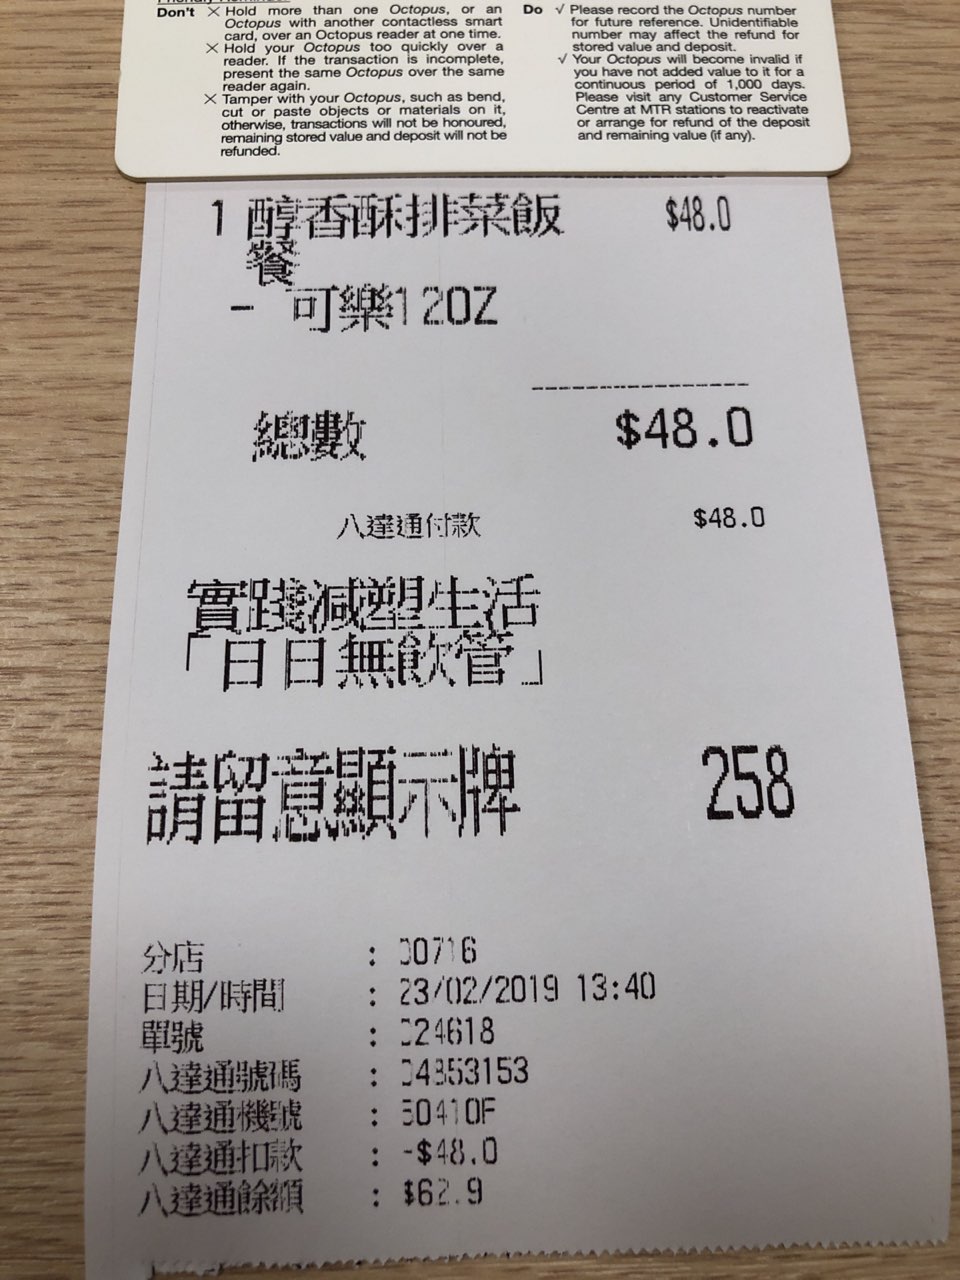 Don't × Hold more than one Octopus, or an
Octopus with another contactless smart
card, over an Octopus reader at one time.
× Hold your Octopus too quickly over a
reader. If the transaction is incomplete,
present the same Octopus over the same
reader again.
× Tamper with your Octopus, such as bend,
cut or paste objects or materials on it,
otherwise, transactions will not be honoured,
remaining stored value and deposit will not be
refunded.
Do √ Please record the Octopus number
for future reference. Unidentifiable
number may affect the refund for
stored value and deposit.
√ Your Octopus will become invalid if
you have not added value to it for a
continuous period of 1,000 days.
Please visit any Customer Service
Centre at MTR stations to reactivate
or arrange for refund of the deposit
and remaining value (if any).
1 醇香酥排菜飯 $48.0
餐
- 可樂12OZ
總數 $48.0
八達通付款 $48.0
實踐減塑生活
「日日無飲管」
請留意顯示牌 258
分店 : 00716
日期/時間 : 23/02/2019 13:40
單號 : 024618
八達通號碼 : 04853153
八達通機號 : 50410F
八達通扣款 : -$48.0
八達通餘額 : $62.9